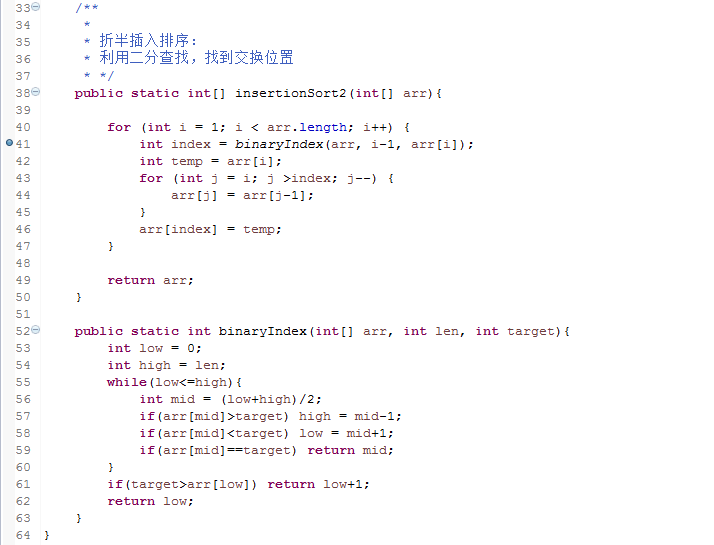 33 /**
34 *
35 * 折半插入排序：
36 * 利用二分查找，找到交换位置
37 * */
38 public static int[] insertionSort2(int[] arr){
39
40 for (int i = 1; i < arr.length; i++) {
41 int index = binaryIndex(arr, i-1, arr[i]);
42 int temp = arr[i];
43 for (int j = i; j >index; j--) {
44 arr[j] = arr[j-1];
45 }
46 arr[index] = temp;
47 }
48
49 return arr;
50 }
51
52 public static int binaryIndex(int[] arr, int len, int target){
53 int low = 0;
54 int high = len;
55 while(low<=high){
56 int mid = (low+high)/2;
57 if(arr[mid]>target) high = mid-1;
58 if(arr[mid]<target) low = mid+1;
59 if(arr[mid]==target) return mid;
60 }
61 if(target>arr[low]) return low+1;
62 return low;
63 }
64 }